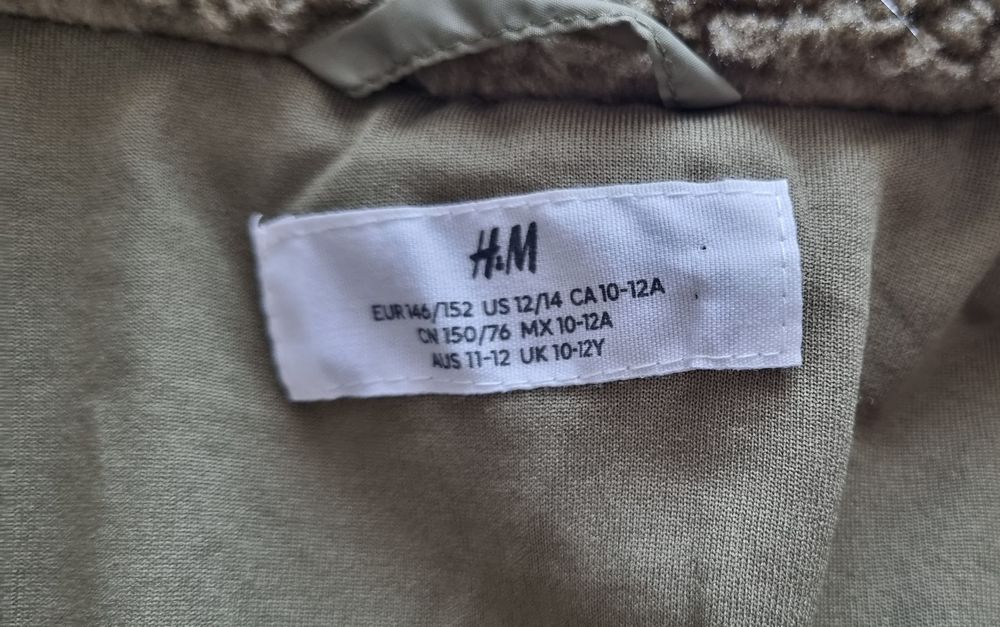 H&M
EUR 146/152 US 12/14 CA 10-12A
CN 150/76 MX 10-12A
AUS 11-12 UK 10-12Y